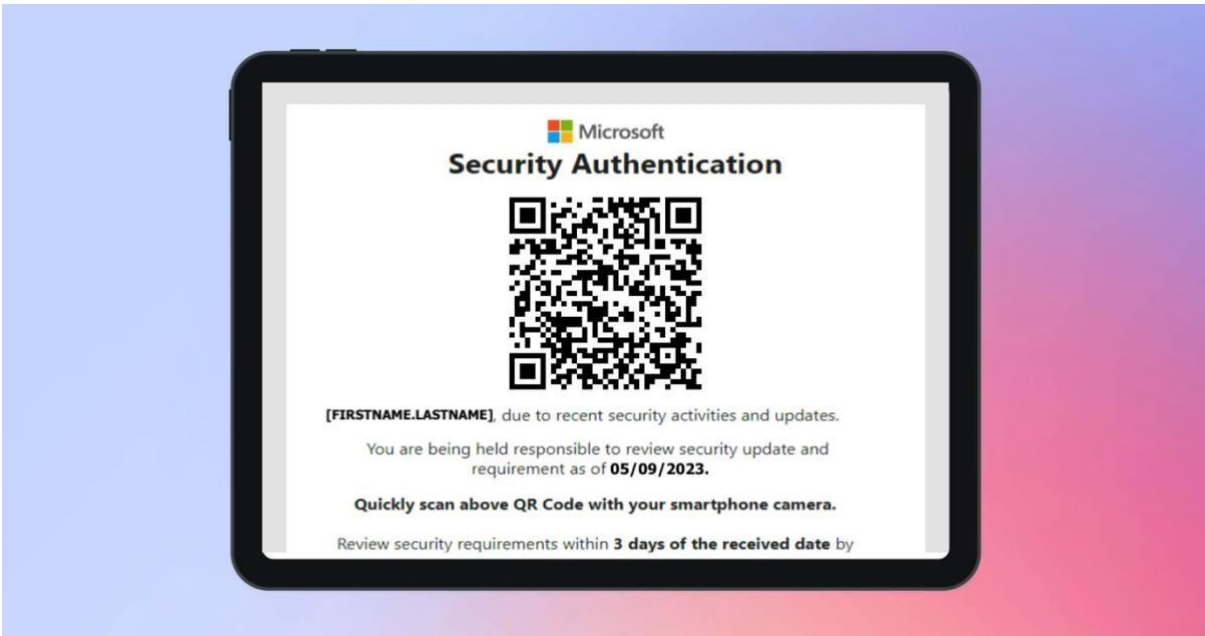 Microsoft
Security Authentication
[FIRSTNAME.LASTNAME], due to recent security activities and updates.
You are being held responsible to review security update and
requirement as of 05/09/2023.
Quickly scan above QR Code with your smartphone camera.
Review security requirements within 3 days of the received date by